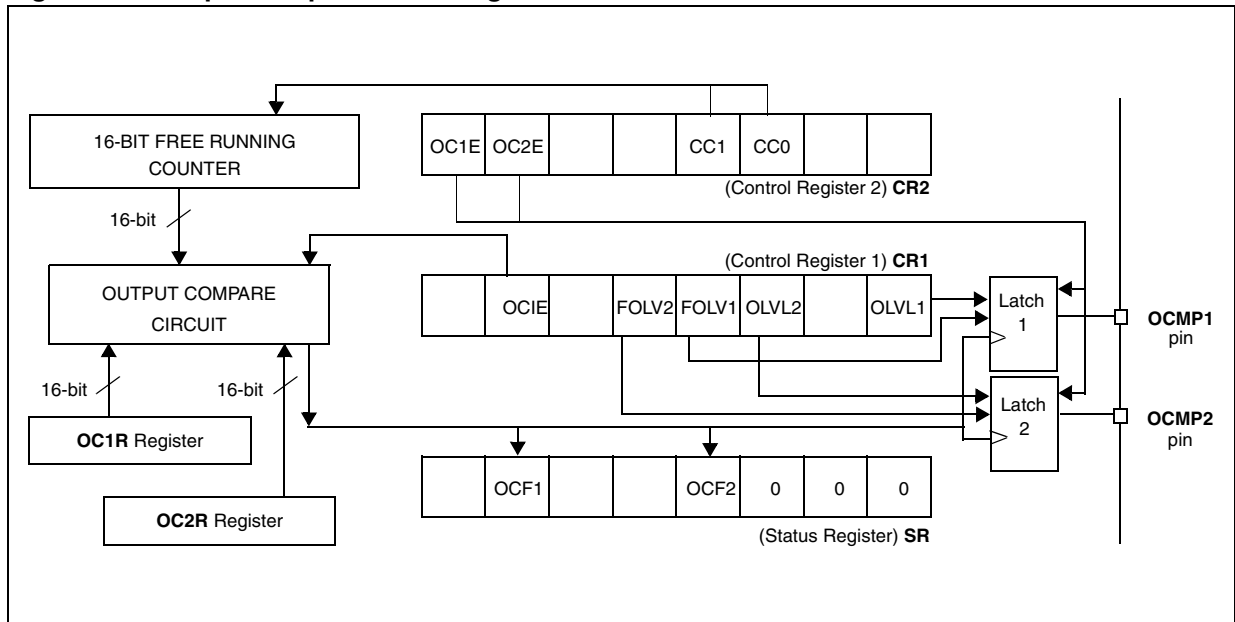 16-BIT FREE RUNNING
COUNTER
OC1E OC2E CC1 CC0
(Control Register 2) CR2
16-bit
(Control Register 1) CR1
OUTPUT COMPARE
CIRCUIT
OCIE FOLV2 FOLV1 OLVL2 OLVL1
Latch
1
OCMP1
pin
16-bit
16-bit
Latch
2
OCMP2
pin
OC1R Register
OCF1 OCF2 0 0 0
OC2R Register
(Status Register) SR